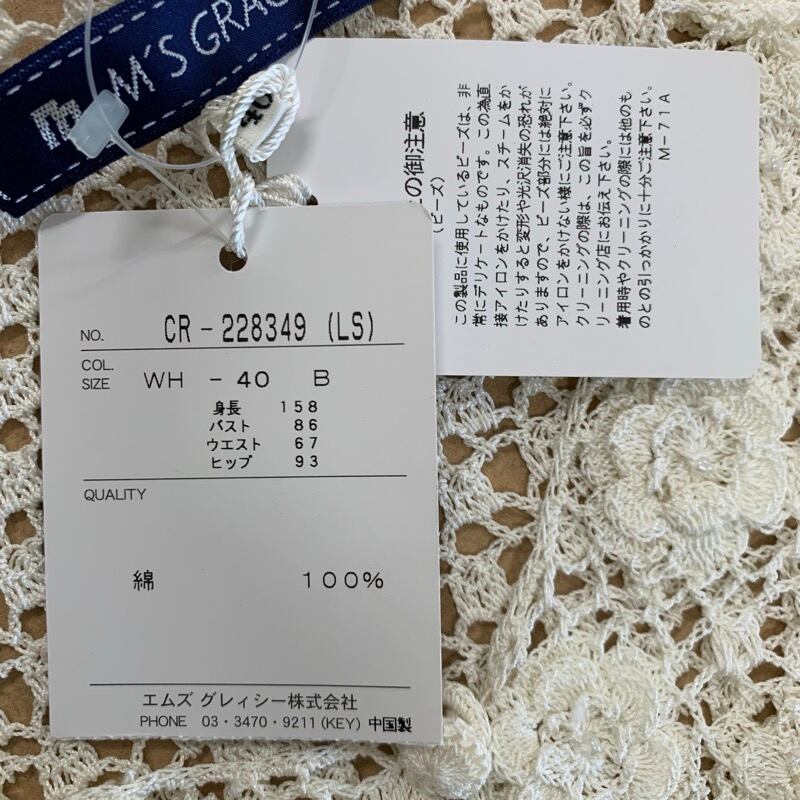 M'S GRAC
40
の御注意
(ビーズ)
この製品に使用しているビーズは、非
常にデリケートなものです。この為直
接アイロンをかけたり、スチームをか
けたりすると変形や光沢消失の恐れが
ありますので、ビーズ部分には絶対に
アイロンをかけない様にご注意下さい。
クリーニングの際は、この旨を必ずク
リーニング店にお伝え下さい。
着用時やクリーニングの際には他のも
のとの引っかかりに十分ご注意下さい。
M-71A
NO. CR-228349 (LS)
COL.
SIZE WH -40 B
身長 158
バスト 86
ウエスト 67
ヒップ 93
QUALITY
綿 100%
エムズ グレィシー株式会社
PHONE 03・3470・9211(KEY) 中国製